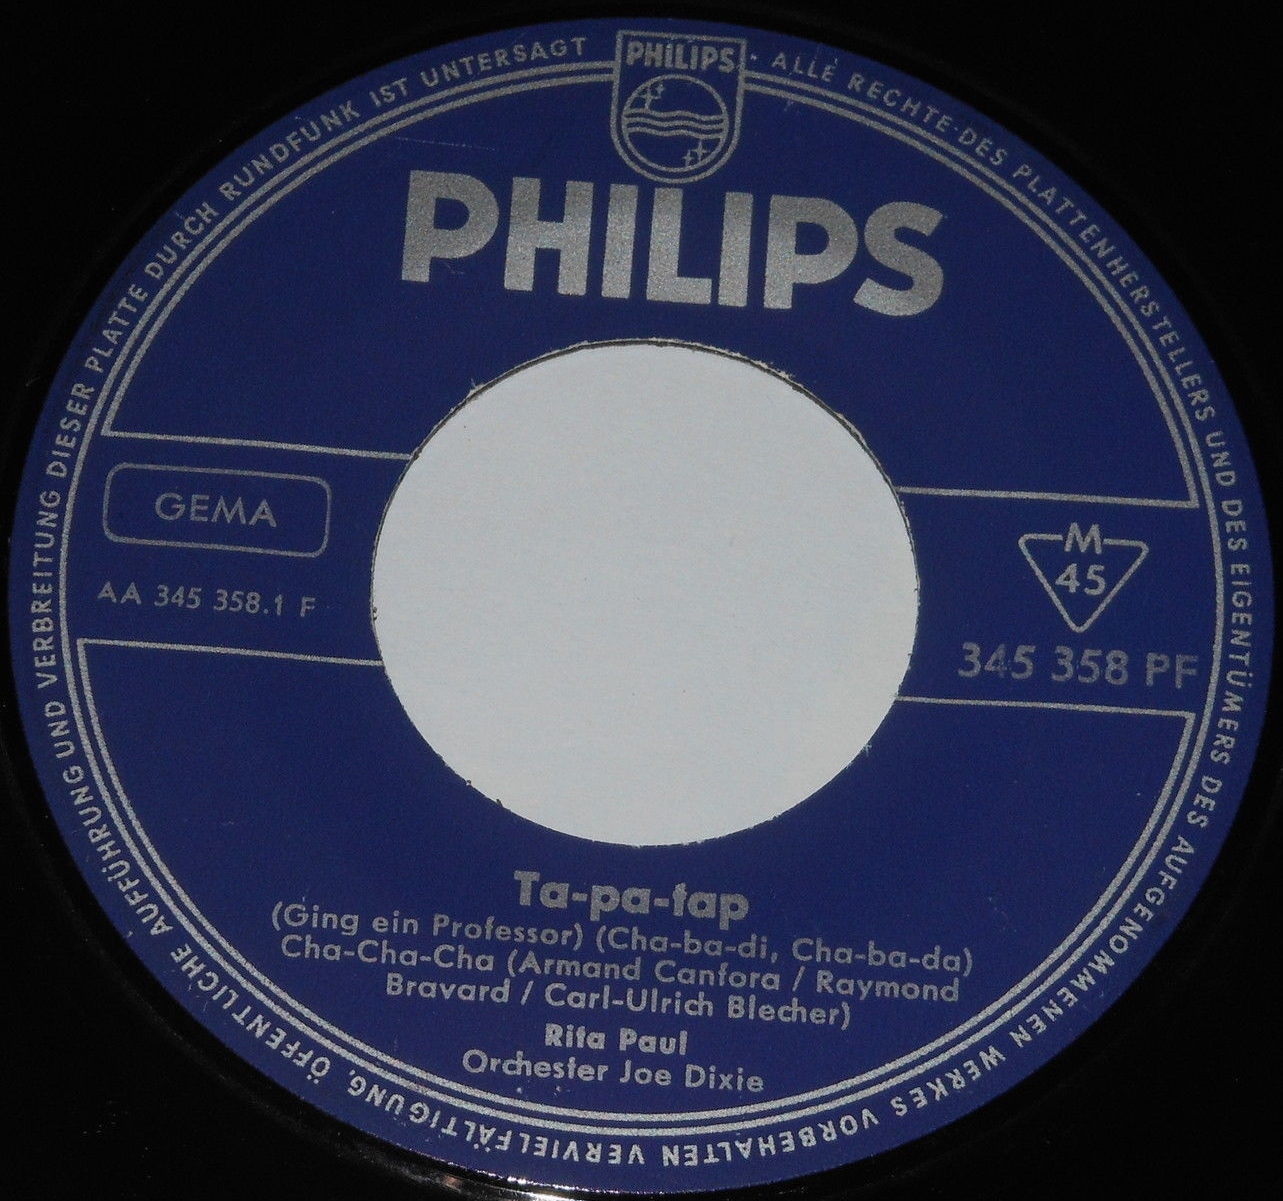 PHILIPS
· ALLE RECHTE DES PLATTENHERSTELLERS UND DES EIGENTÜMERS DES AUFGENOMMENEN WERKES VORBEHALTEN VERVIELFÄLTIGUNG, ÖFFENTLICHE AUFFÜHRUNG UND VERBREITUNG DIESER PLATTE DURCH RUNDFUNK IST UNTERSAGT
PHILIPS
GEMA
AA 345 358.1 F
M
45
345 358 PF
Ta-pa-tap
(Ging ein Professor) (Cha-ba-di, Cha-ba-da)
Cha-Cha-Cha (Armand Canfora / Raymond
Bravard / Carl-Ulrich Blecher)
Rita Paul
Orchester Joe Dixie